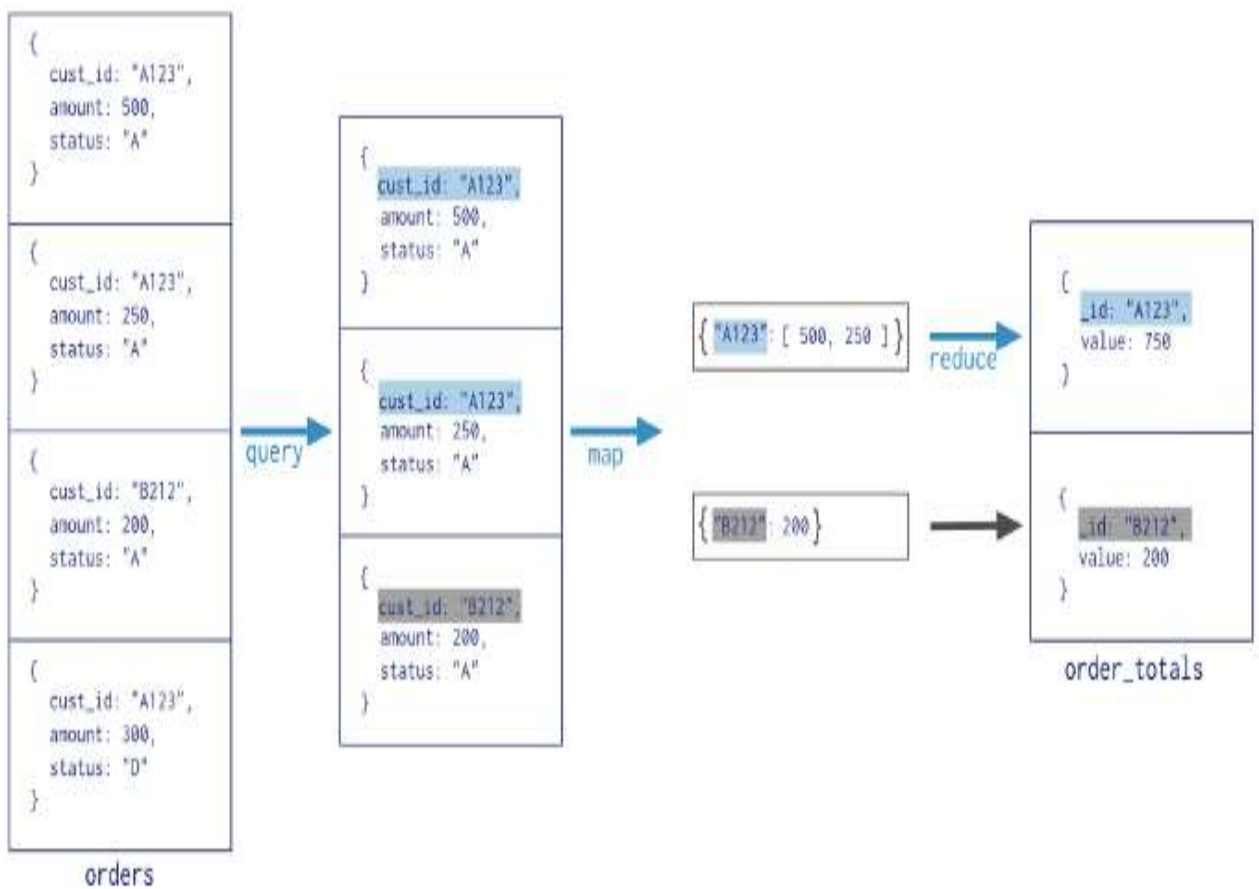 {
cust_id: "A123",
amount: 500,
status: "A"
}
{
cust_id: "A123",
amount: 250,
status: "A"
}
{
cust_id: "B212",
amount: 200,
status: "A"
}
{
cust_id: "A123",
amount: 300,
status: "D"
}
orders
query
{
cust_id: "A123",
amount: 500,
status: "A"
}
{
cust_id: "A123",
amount: 250,
status: "A"
}
{
cust_id: "B212",
amount: 200,
status: "A"
}
map
{ "A123": [ 500, 250 ] }
{ "B212": 200 }
reduce
{
_id: "A123",
value: 750
}
{
_id: "B212",
value: 200
}
order_totals